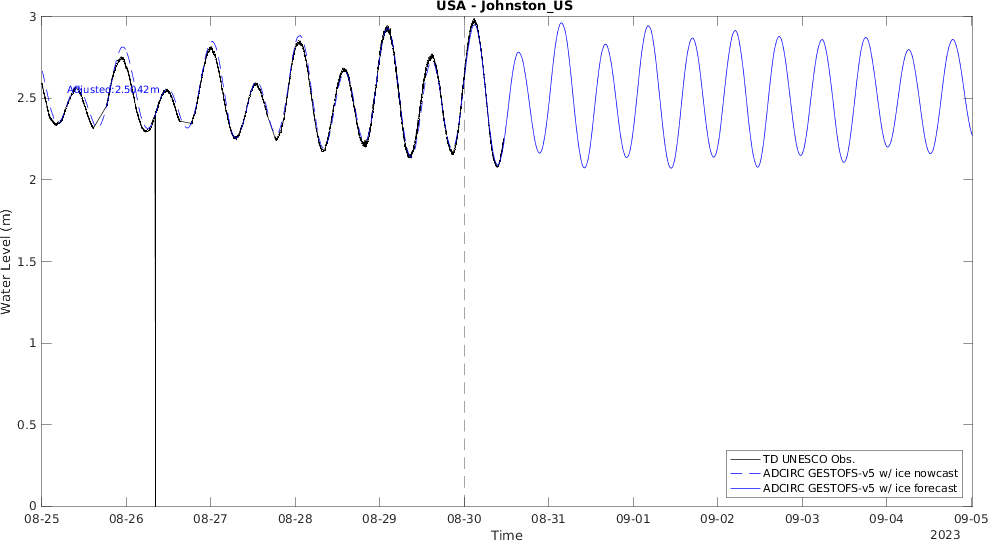 USA - Johnston_US
3
2.5
2
1.5
1
0.5
0
Water Level (m)
Adjusted:2.5042m
TD UNESCO Obs.
ADCIRC GESTOFS-v5 w/ ice nowcast
ADCIRC GESTOFS-v5 w/ ice forecast
08-25 08-26 08-27 08-28 08-29 08-30 08-31 09-01 09-02 09-03 09-04 09-05
Time
2023